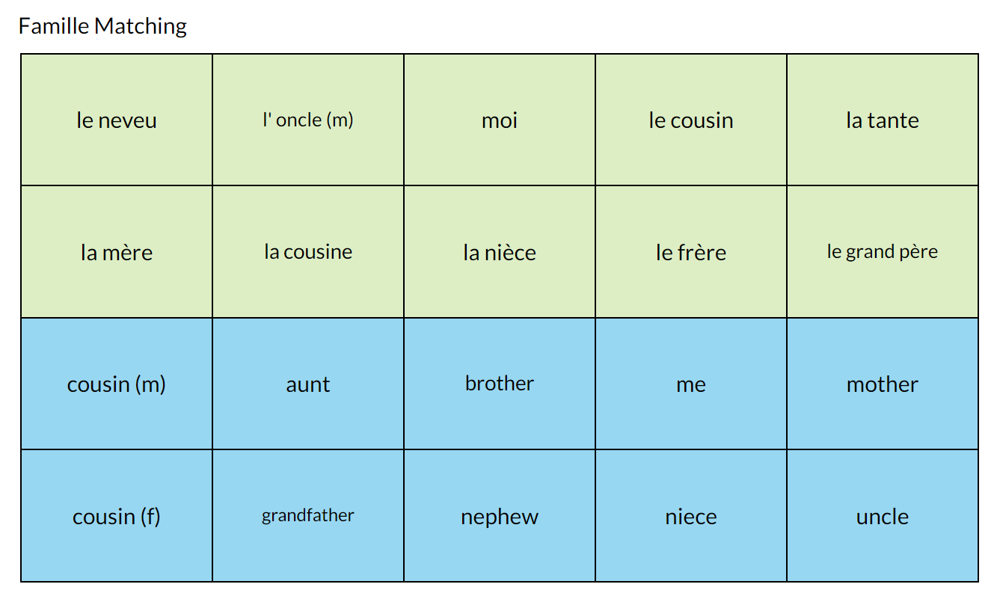 Famille Matching
le neveu
l' oncle (m)
moi
le cousin
la tante
la mère
la cousine
la nièce
le frère
le grand père
cousin (m)
aunt
brother
me
mother
cousin (f)
grandfather
nephew
niece
uncle